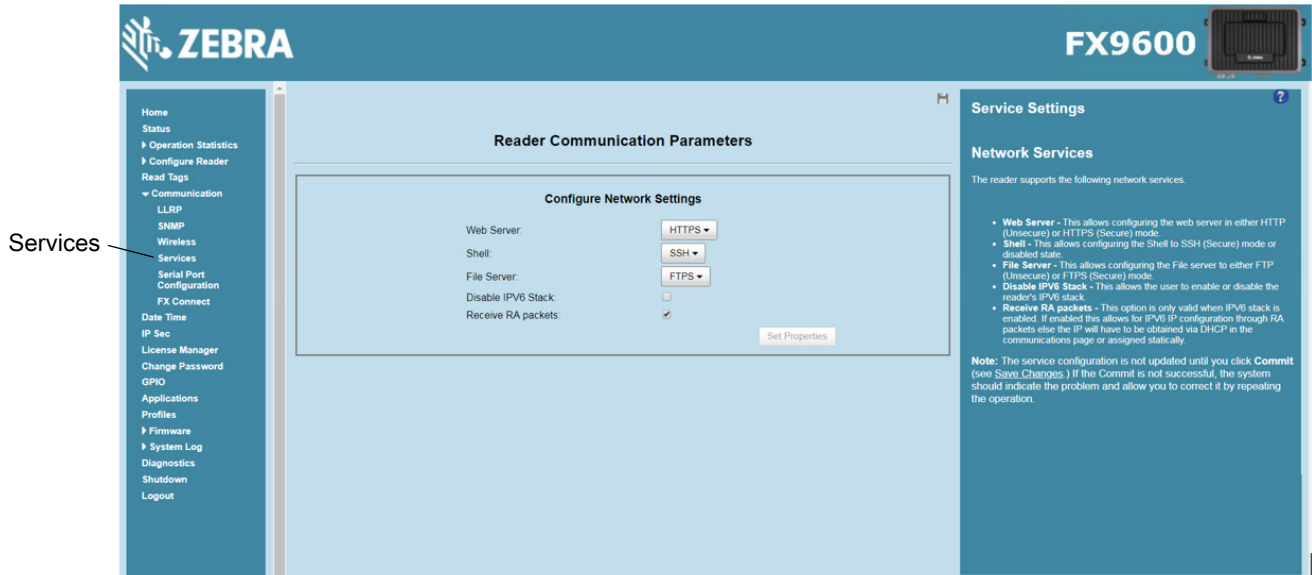 ZEBRA
FX9600
Services
Home
Status
Operation Statistics
Configure Reader
Read Tags
Communication
LLRP
SNMP
Wireless
Services
Serial Port
Configuration
FX Connect
Date Time
IP Sec
License Manager
Change Password
GPIO
Applications
Profiles
Firmware
System Log
Diagnostics
Shutdown
Logout
Reader Communication Parameters
Configure Network Settings
Web Server: HTTPS
Shell: SSH
File Server: FTPS
Disable IPV6 Stack:
Receive RA packets:
Set Properties
?
Service Settings
Network Services
The reader supports the following network services.
• Web Server - This allows configuring the web server in either HTTP
(Unsecure) or HTTPS (Secure) mode.
• Shell - This allows configuring the Shell to SSH (Secure) mode or
disabled state.
• File Server - This allows configuring the File server to either FTP
(Unsecure) or FTPS (Secure) mode.
• Disable IPV6 Stack - This allows the user to enable or disable the
reader's IPV6 stack.
• Receive RA packets - This option is only valid when IPV6 stack is
enabled. If enabled this allows for IPV6 IP configuration through RA
packets else the IP will have to be obtained via DHCP in the
communications page or assigned statically.
Note: The service configuration is not updated until you click Commit
(see Save Changes.) If the Commit is not successful, the system
should indicate the problem and allow you to correct it by repeating
the operation.